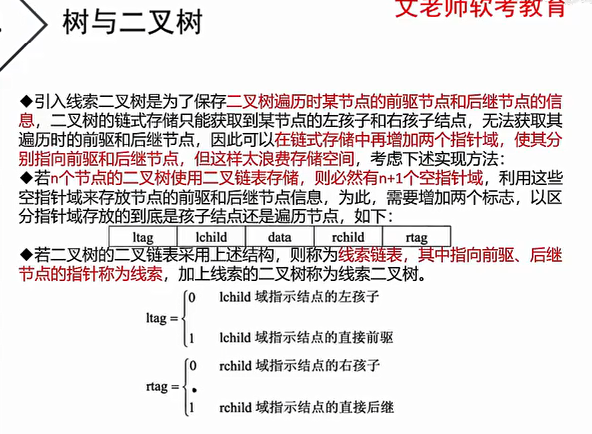 文老师软考教育
树与二叉树
◆引入线索二叉树是为了保存二叉树遍历时某节点的前驱节点和后继节点的信
息，二叉树的链式存储只能获取到某节点的左孩子和右孩子结点，无法获取其
遍历时的前驱和后继节点，因此可以在链式存储中再增加两个指针域，使其分
别指向前驱和后继节点，但这样太浪费存储空间，考虑下述实现方法：
◆若n个节点的二叉树使用二叉链表存储，则必然有n+1个空指针域，利用这些
空指针域来存放节点的前驱和后继节点信息，为此，需要增加两个标志，以区
分指针域存放的到底是孩子结点还是遍历节点，如下：
ltag lchild data rchild rtag
◆若二叉树的二叉链表采用上述结构，则称为线索链表，其中指向前驱、后继
节点的指针称为线索，加上线索的二叉树称为线索二叉树。
0 lchild 域指示结点的左孩子
ltag =
1 lchild 域指示结点的直接前驱
0 rchild 域指示结点的右孩子
rtag =
1 rchild 域指示结点的直接后继